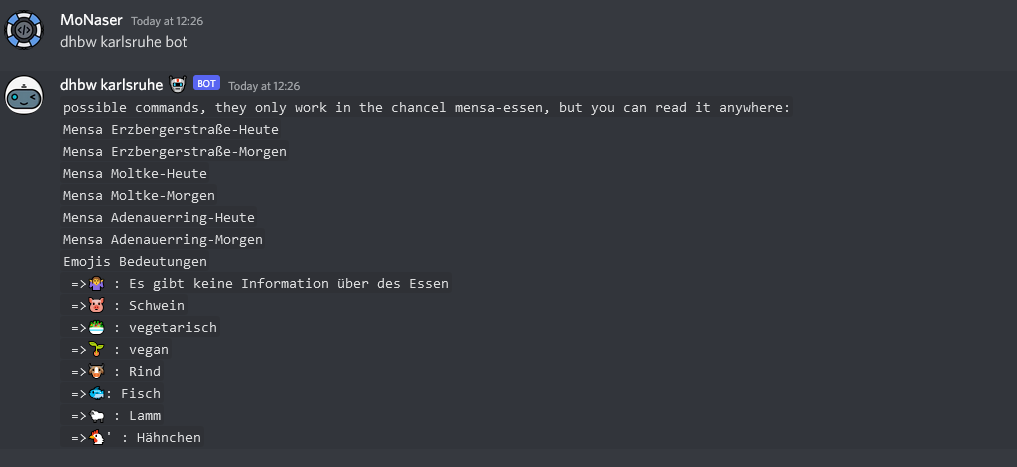 MoNaser Today at 12:26
dhbw karlsruhe bot
dhbw karlsruhe BOT Today at 12:26
possible commands, they only work in the chancel mensa-essen, but you can read it anywhere:
Mensa Erzbergerstraße-Heute
Mensa Erzbergerstraße-Morgen
Mensa Moltke-Heute
Mensa Moltke-Morgen
Mensa Adenauerring-Heute
Mensa Adenauerring-Morgen
Emojis Bedeutungen
=>🤷 : Es gibt keine Information über des Essen
=>🐷 : Schwein
=>🥗 : vegetarisch
=>🌱 : vegan
=>🐮 : Rind
=>🐟: Fisch
=>🐑 : Lamm
=>🐔' : Hähnchen